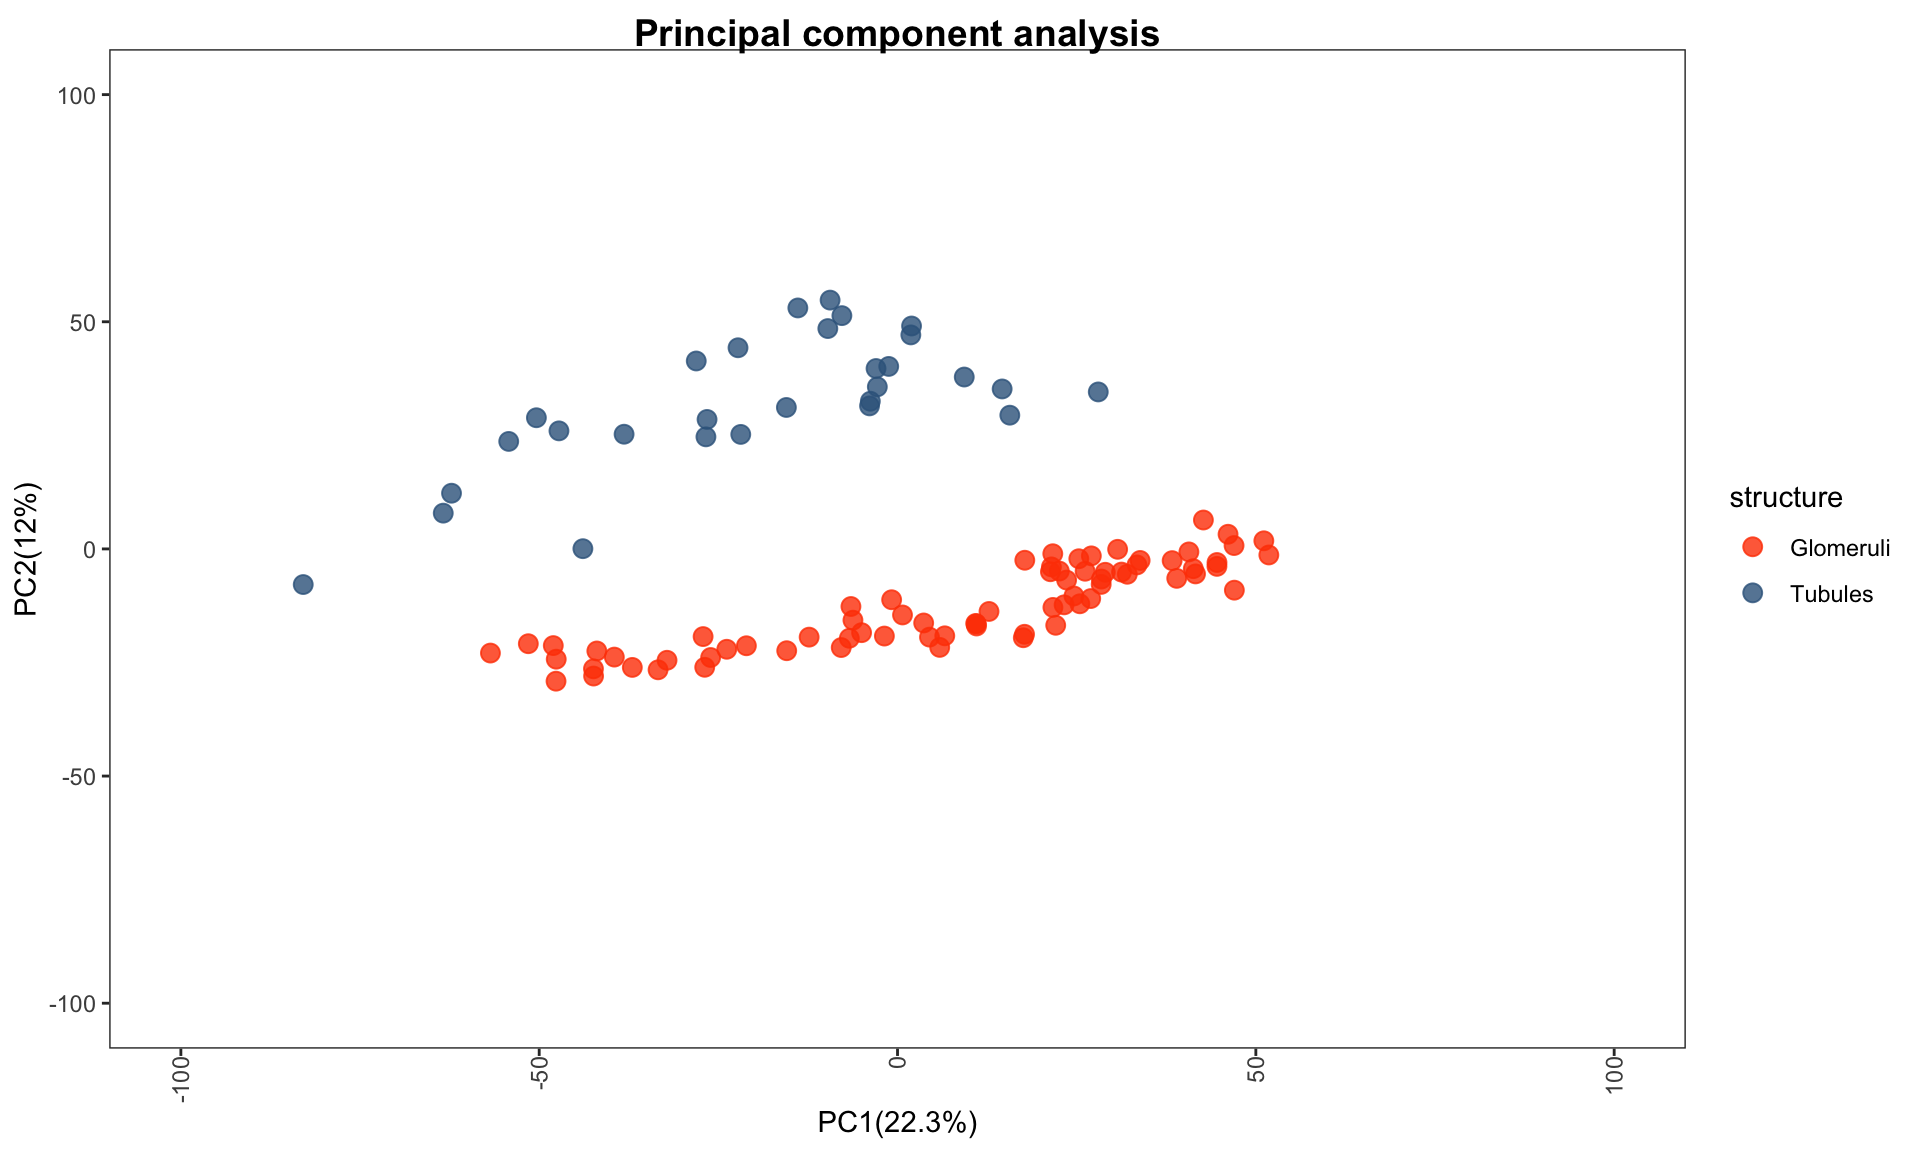 Principal component analysis
100
50
0
-50
-100
PC2(12%)
-100
-50
0
50
100
PC1(22.3%)
structure
Glomeruli
Tubules